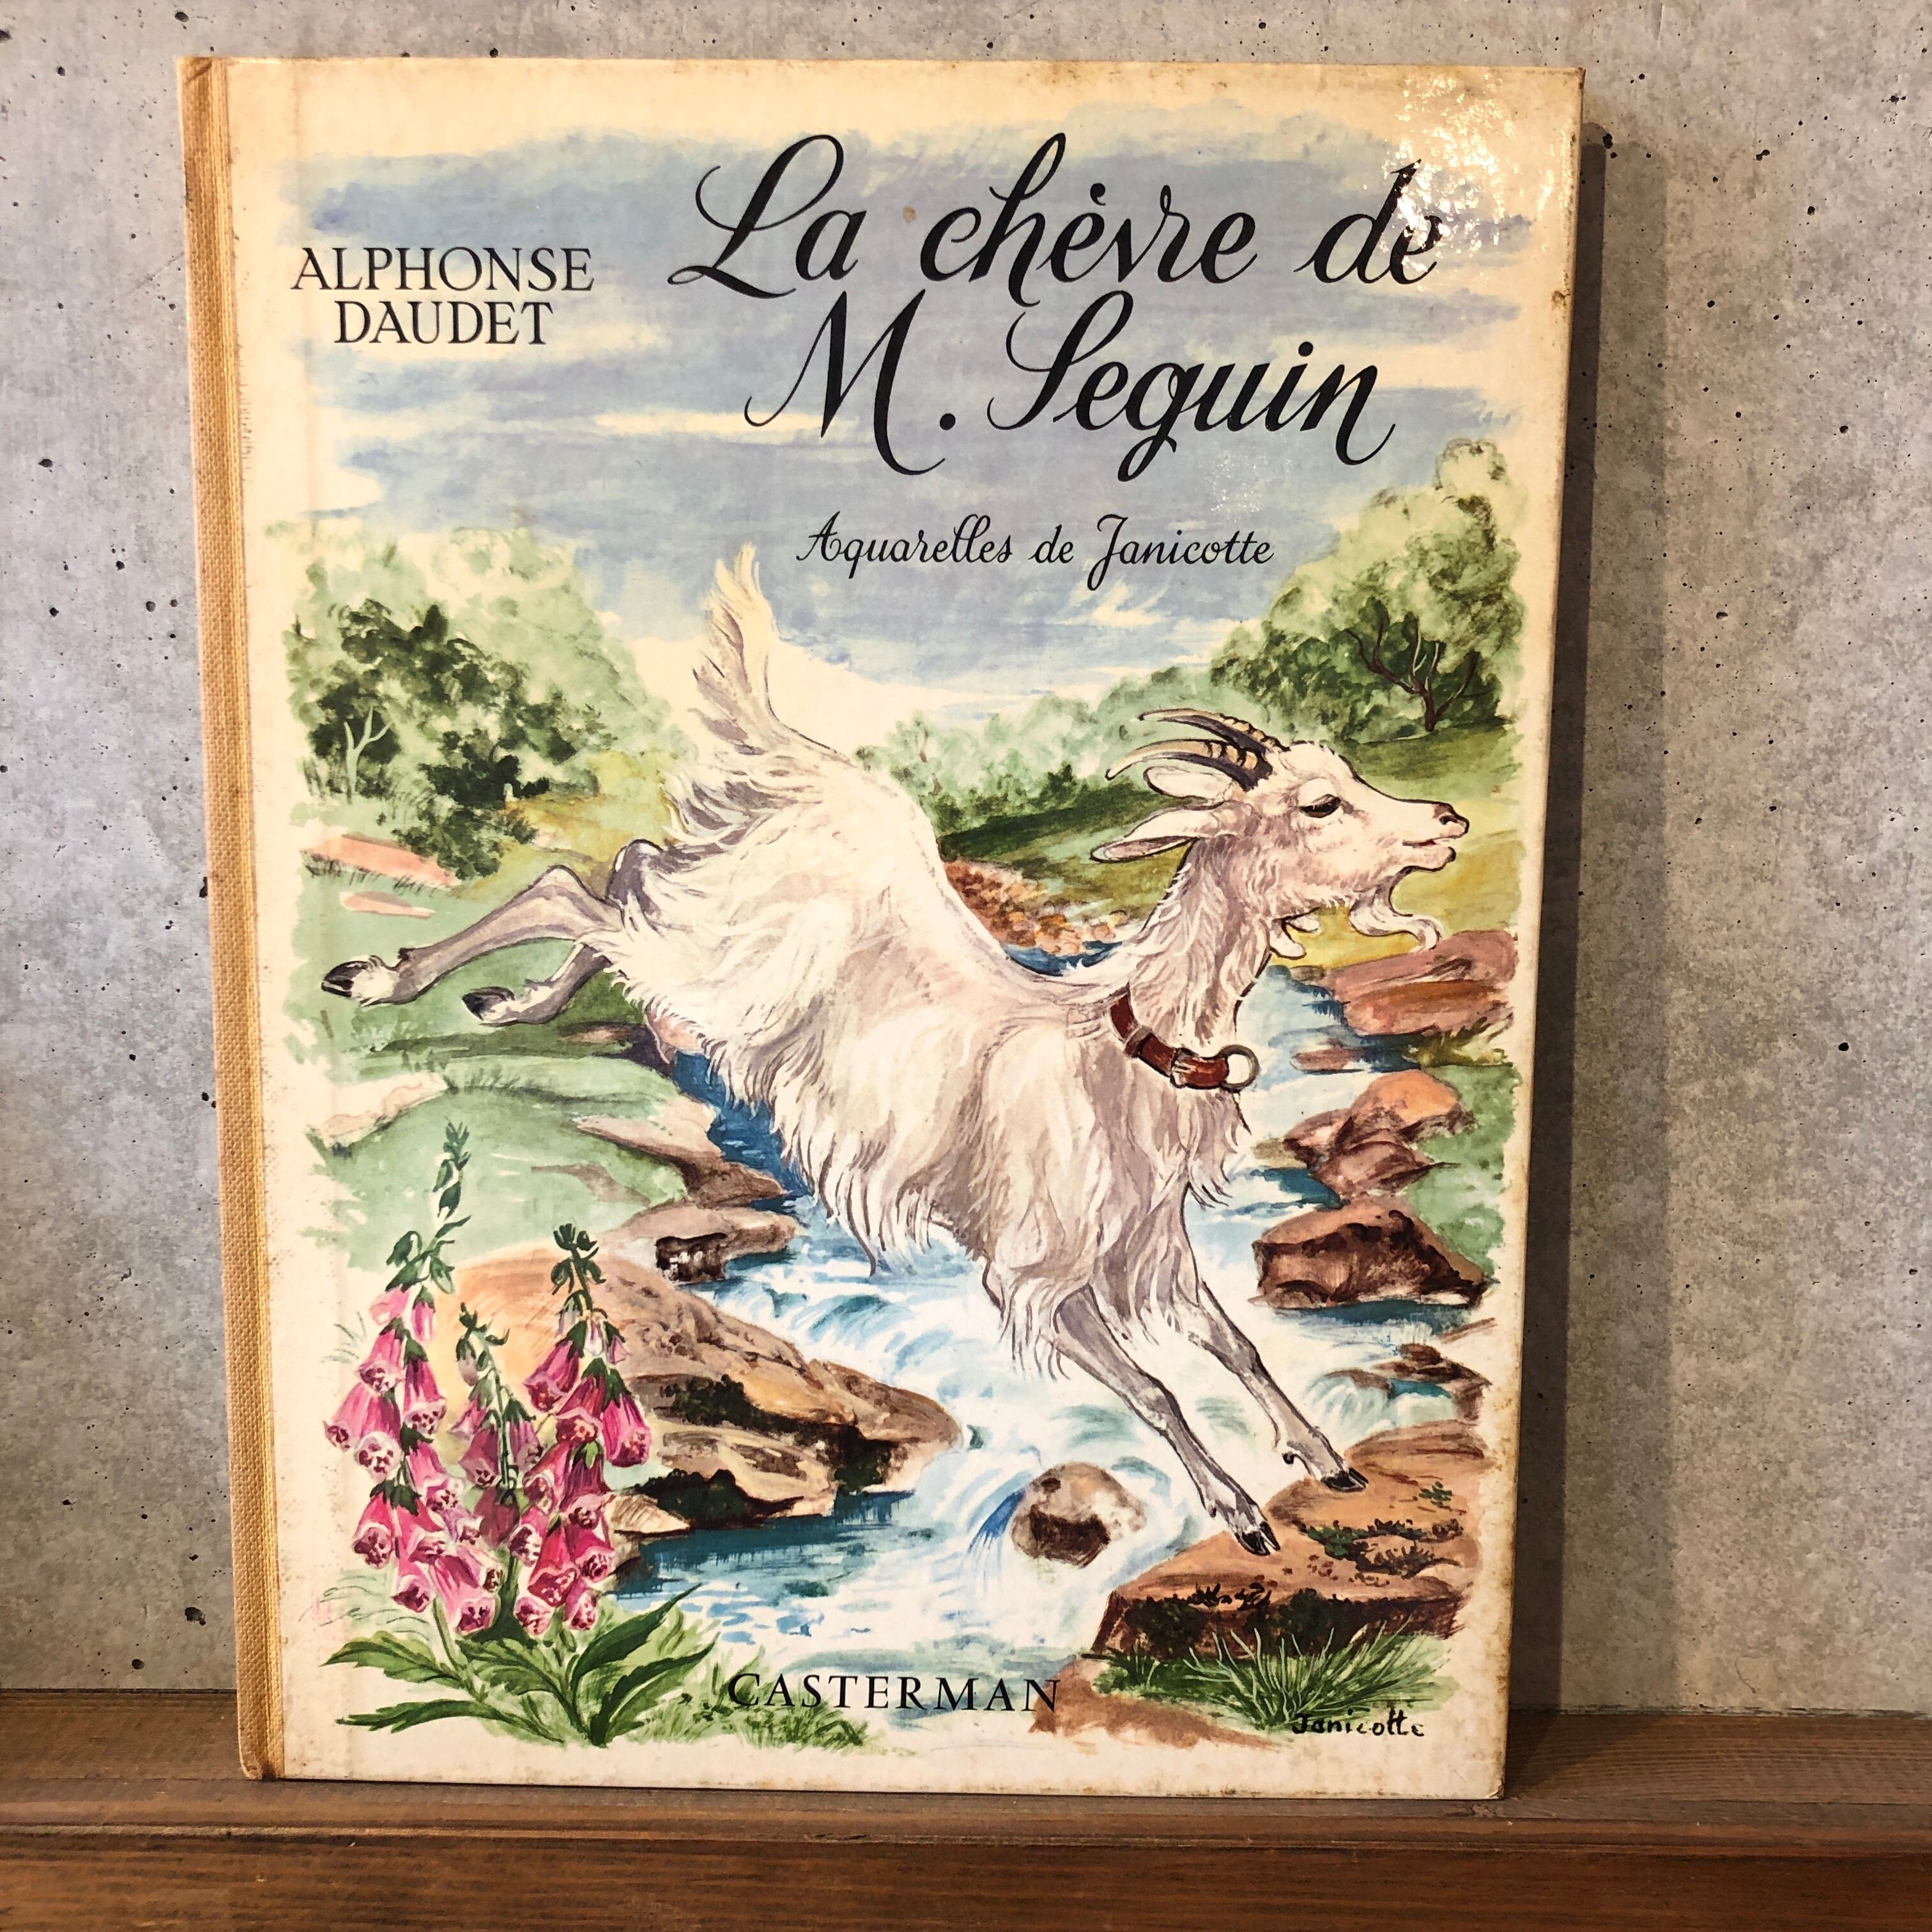 ALPHONSE
DAUDET
La chèvre de
M. Seguin
Aquarelles de Janicotte
CASTERMAN
Janicotte